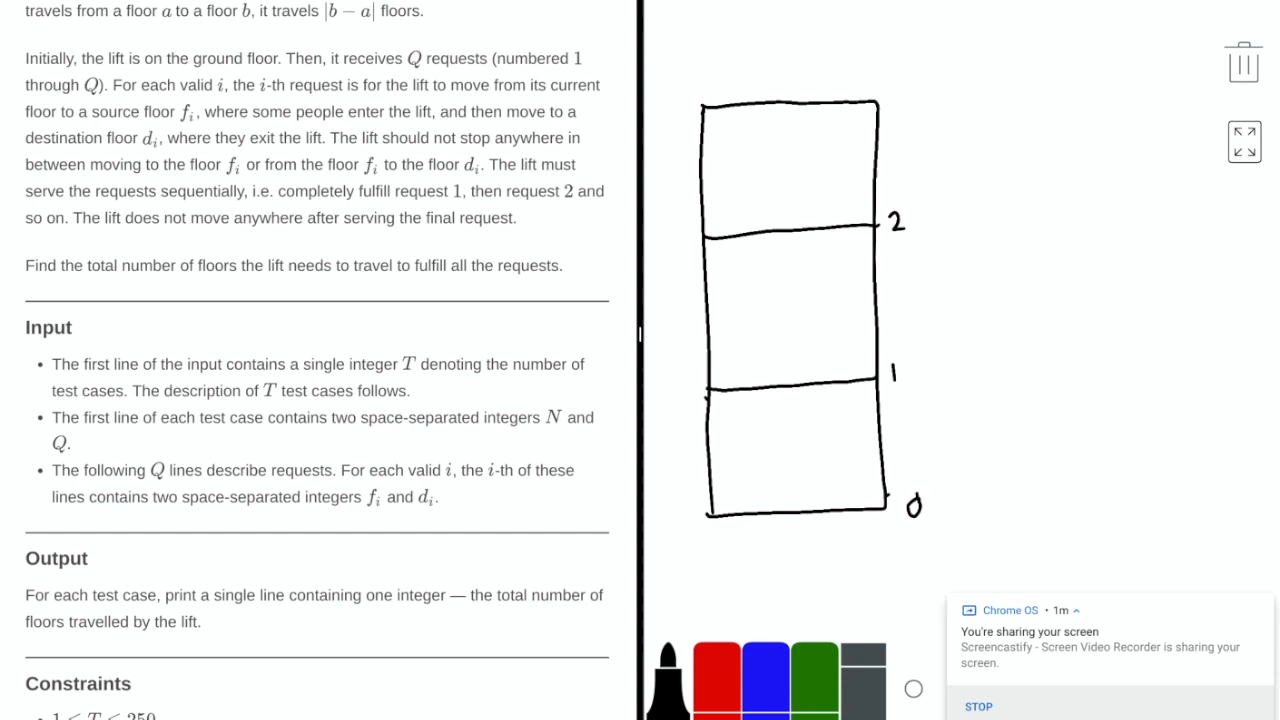 travels from a floor a to a floor b, it travels |b − a| floors.
Initially, the lift is on the ground floor. Then, it receives Q requests (numbered 1
through Q). For each valid i, the i-th request is for the lift to move from its current
floor to a source floor fᵢ, where some people enter the lift, and then move to a
destination floor dᵢ, where they exit the lift. The lift should not stop anywhere in
between moving to the floor fᵢ or from the floor fᵢ to the floor dᵢ. The lift must
serve the requests sequentially, i.e. completely fulfill request 1, then request 2 and
so on. The lift does not move anywhere after serving the final request.
Find the total number of floors the lift needs to travel to fulfill all the requests.
Input
• The first line of the input contains a single integer T denoting the number of
test cases. The description of T test cases follows.
• The first line of each test case contains two space-separated integers N and
Q.
• The following Q lines describe requests. For each valid i, the i-th of these
lines contains two space-separated integers fᵢ and dᵢ.
Output
For each test case, print a single line containing one integer — the total number of
floors travelled by the lift.
Constraints
• 1 ≤ T ≤ 250
2
1
0
Chrome OS • 1m
You're sharing your screen
Screencastify - Screen Video Recorder is sharing your
screen.
STOP